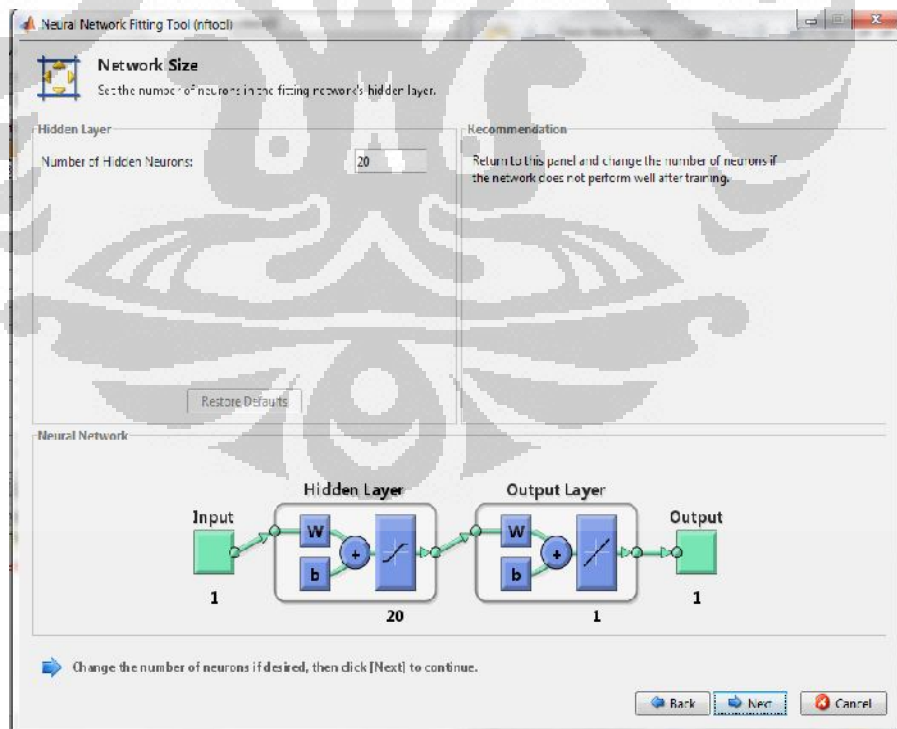 Neural Network Fitting Tool (nftool)
Network Size
Set the number of neurons in the fitting network's hidden layer.
Hidden Layer
Number of Hidden Neurons:
20
Restore Defaults
Recommendation
Return to this panel and change the number of neurons if
the network does not perform well after training.
Neural Network
Hidden Layer
Output Layer
Input
Output
W
b
+
W
b
+
1
20
1
1
Change the number of neurons if desired, then click [Next] to continue.
Back
Next
Cancel